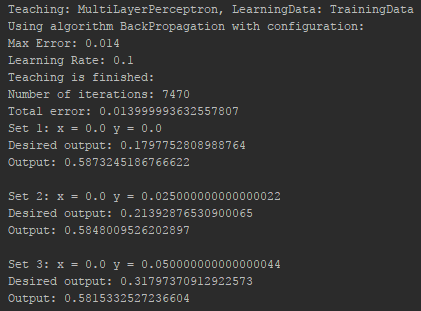 Teaching: MultiLayerPerceptron, LearningData: TrainingData
Using algorithm BackPropagation with configuration:
Max Error: 0.014
Learning Rate: 0.1
Teaching is finished:
Number of iterations: 7470
Total error: 0.013999993632557807
Set 1: x = 0.0 y = 0.0
Desired output: 0.1797752808988764
Output: 0.5873245186766622
Set 2: x = 0.0 y = 0.025000000000000022
Desired output: 0.21392876530900065
Output: 0.5848009526202897
Set 3: x = 0.0 y = 0.050000000000000044
Desired output: 0.31797370912922573
Output: 0.5815332527236604